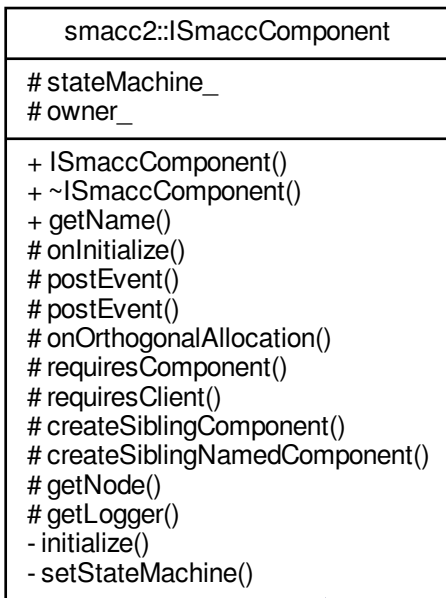 smacc2::ISmaccComponent
# stateMachine_
# owner_
+ ISmaccComponent()
+ ~ISmaccComponent()
+ getName()
# onInitialize()
# postEvent()
# postEvent()
# onOrthogonalAllocation()
# requiresComponent()
# requiresClient()
# createSiblingComponent()
# createSiblingNamedComponent()
# getNode()
# getLogger()
- initialize()
- setStateMachine()